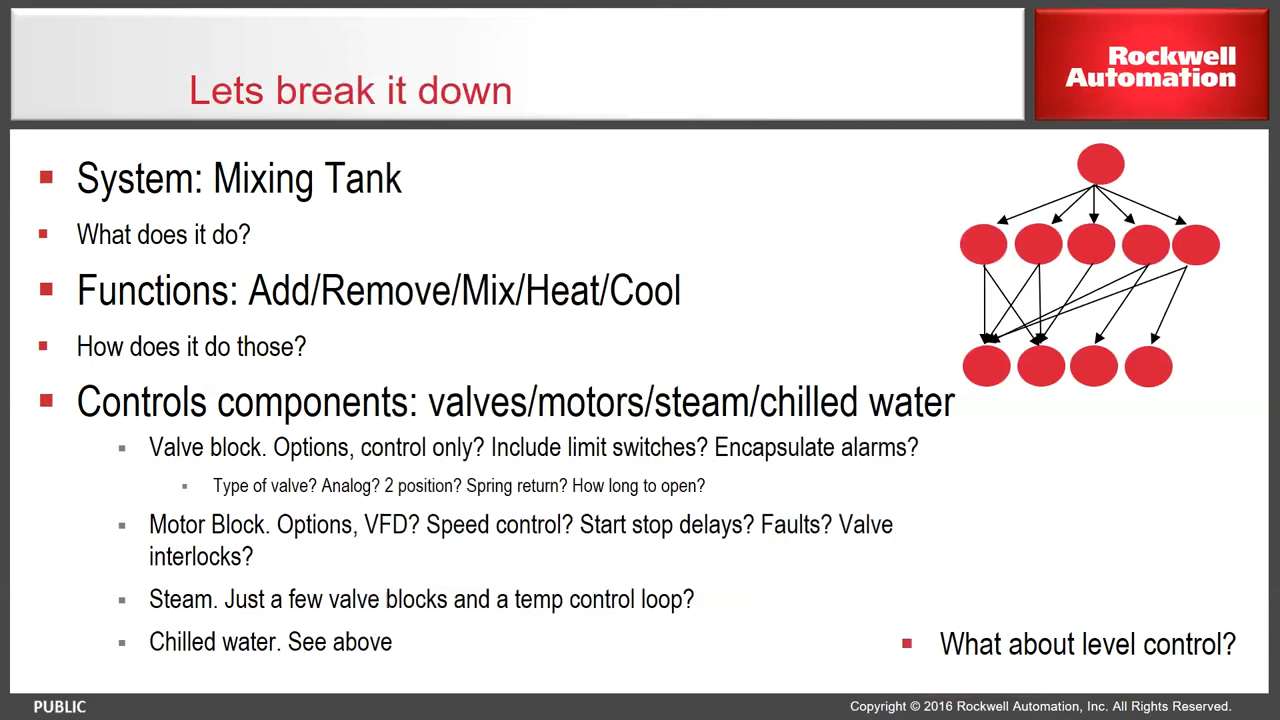 Lets break it down
Rockwell
Automation
System: Mixing Tank
What does it do?
Functions: Add/Remove/Mix/Heat/Cool
How does it do those?
Controls components: valves/motors/steam/chilled water
Valve block. Options, control only? Include limit switches? Encapsulate alarms?
Type of valve? Analog? 2 position? Spring return? How long to open?
Motor Block. Options, VFD? Speed control? Start stop delays? Faults? Valve
interlocks?
Steam. Just a few valve blocks and a temp control loop?
Chilled water. See above
What about level control?
PUBLIC
Copyright © 2016 Rockwell Automation, Inc. All Rights Reserved.